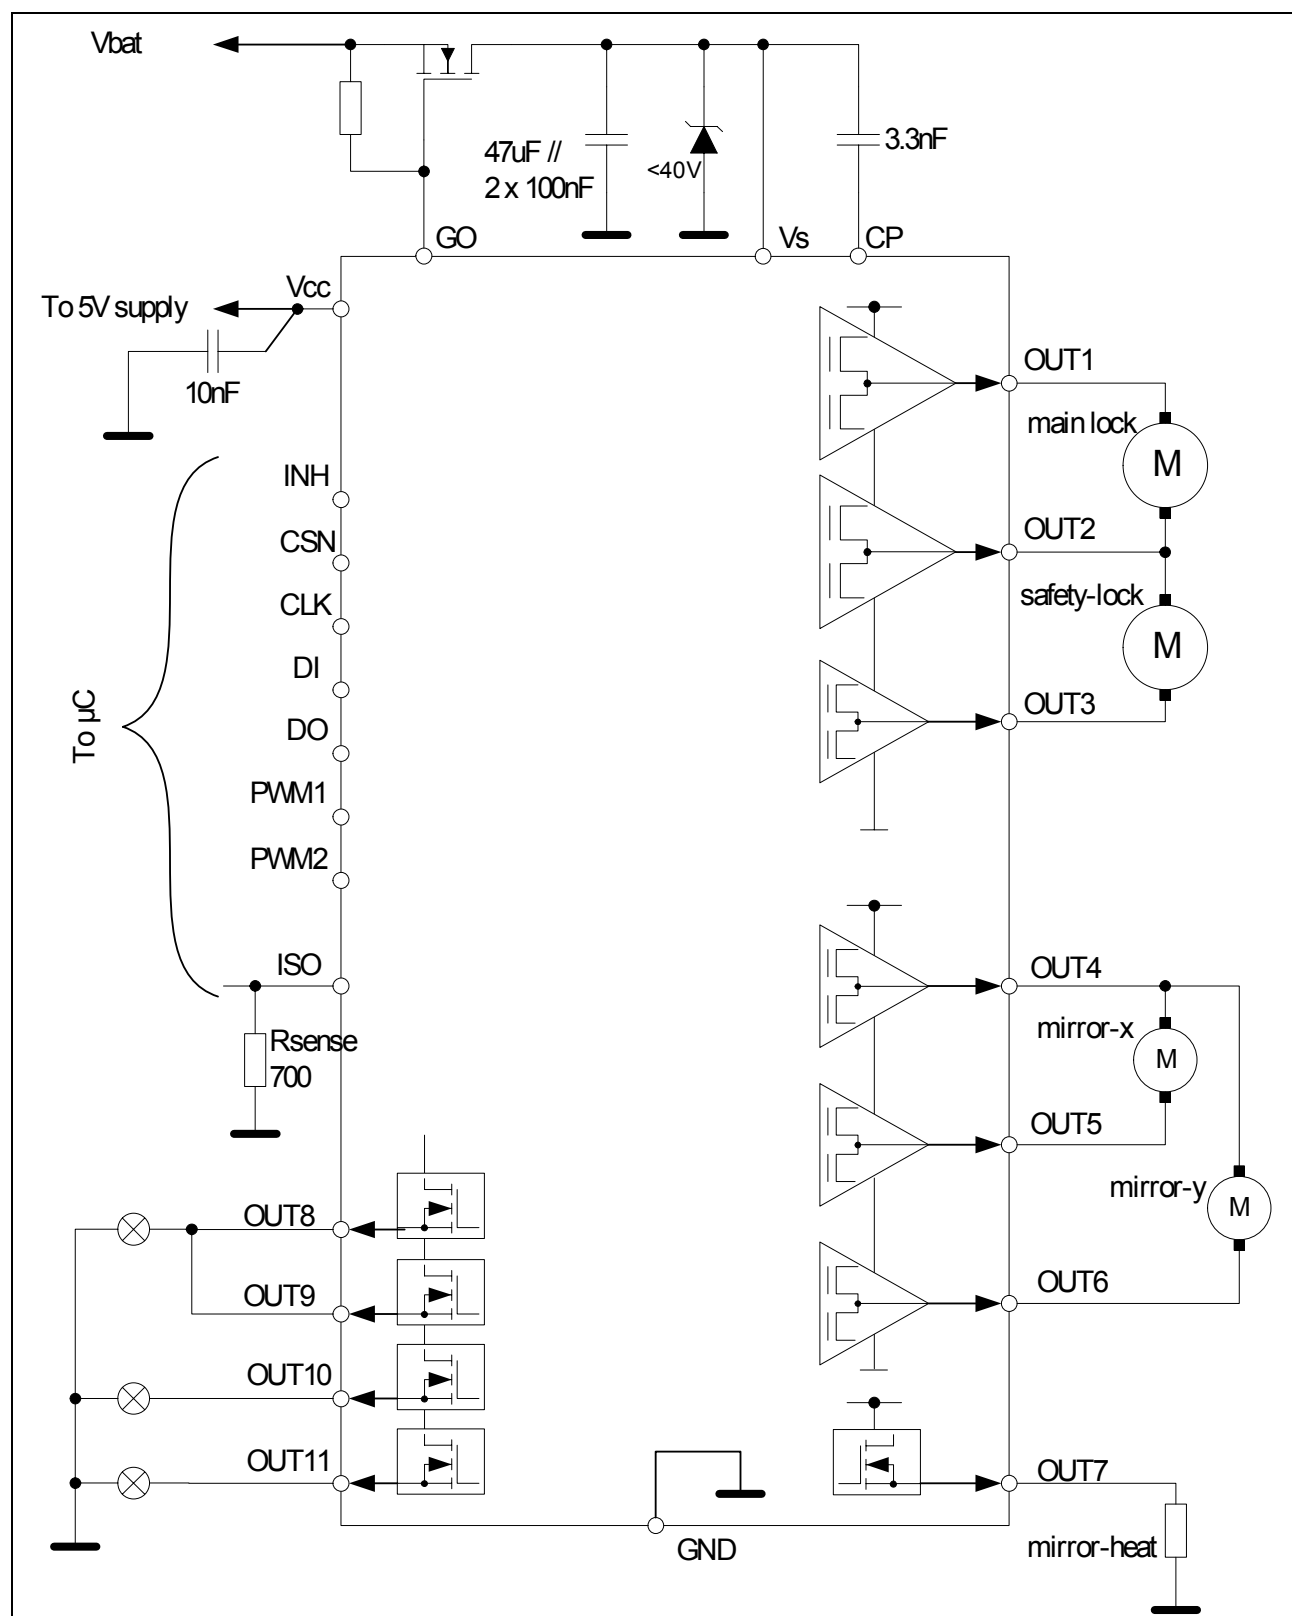 Vbat
47uF //
2 x 100nF
<40V
3.3nF
GO
Vs
CP
Vcc
To 5V supply
10nF
OUT1
main lock
M
INH
CSN
OUT2
CLK
safety-lock
M
DI
To µC
DO
OUT3
PWM1
PWM2
ISO
OUT4
Rsense
700
mirror-x
M
OUT5
mirror-y
M
OUT8
OUT9
OUT6
OUT10
OUT11
OUT7
GND
mirror-heat